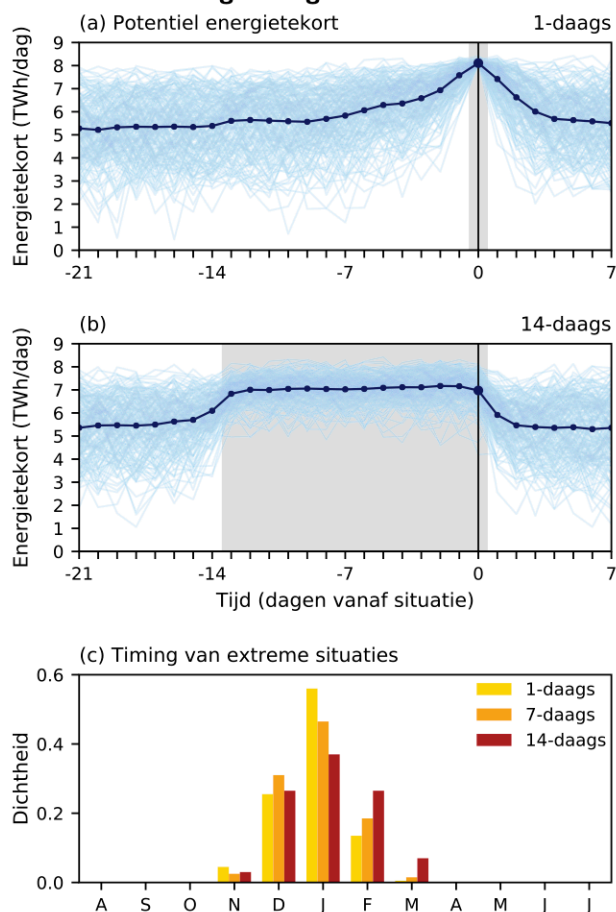 (a) Potentiel energietekort 1-daags
Energietekort (TWh/dag)
9
8
7
6
5
4
3
2
1
0
-21 -14 -7 0 7
(b) 14-daags
Energietekort (TWh/dag)
9
8
7
6
5
4
3
2
1
0
-21 -14 -7 0 7
Tijd (dagen vanaf situatie)
(c) Timing van extreme situaties
Dichtheid
0.6
0.4
0.2
0.0
1-daags
7-daags
14-daags
A S O N D J F M A M J J